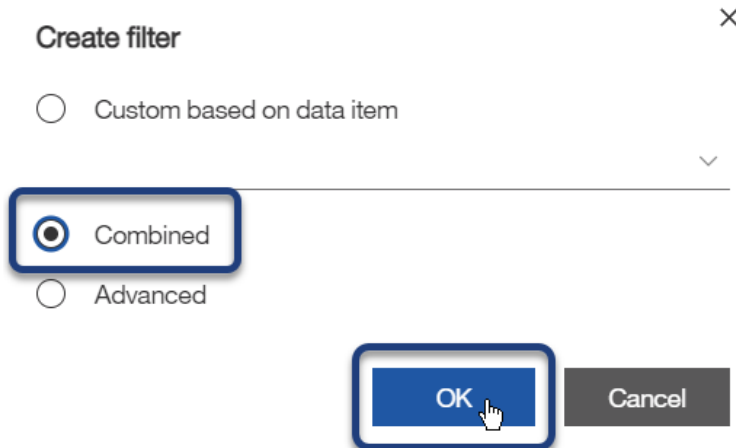 Create filter
Custom based on data item
Combined
Advanced
OK
Cancel